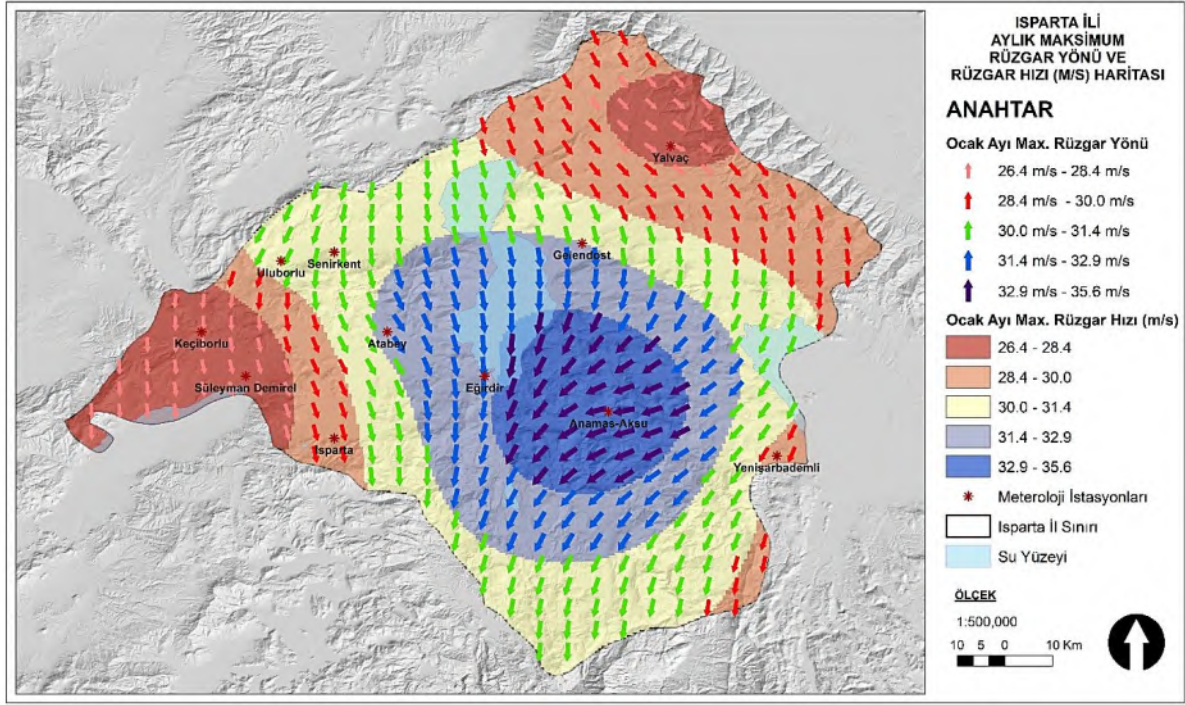 ISPARTA İLİ
AYLIK MAKSİMUM
RÜZGAR YÖNÜ VE
RÜZGAR HIZI (M/S) HARİTASI
ANAHTAR
Ocak Ayı Max. Rüzgar Yönü
26.4 m/s - 28.4 m/s
28.4 m/s - 30.0 m/s
30.0 m/s - 31.4 m/s
31.4 m/s - 32.9 m/s
32.9 m/s - 35.6 m/s
Ocak Ayı Max. Rüzgar Hızı (m/s)
26.4 - 28.4
28.4 - 30.0
30.0 - 31.4
31.4 - 32.9
32.9 - 35.6
Meteroloji İstasyonları
Isparta İl Sınırı
Su Yüzeyi
ÖLÇEK
1:500,000
10 5 0 10 Km
Yalvaç
Gelendost
Senirkent
Uluborlu
Keçiborlu
Atabey
Süleyman Demirel
Eğirdir
Anamas-Aksu
Isparta
Yenişarbademli